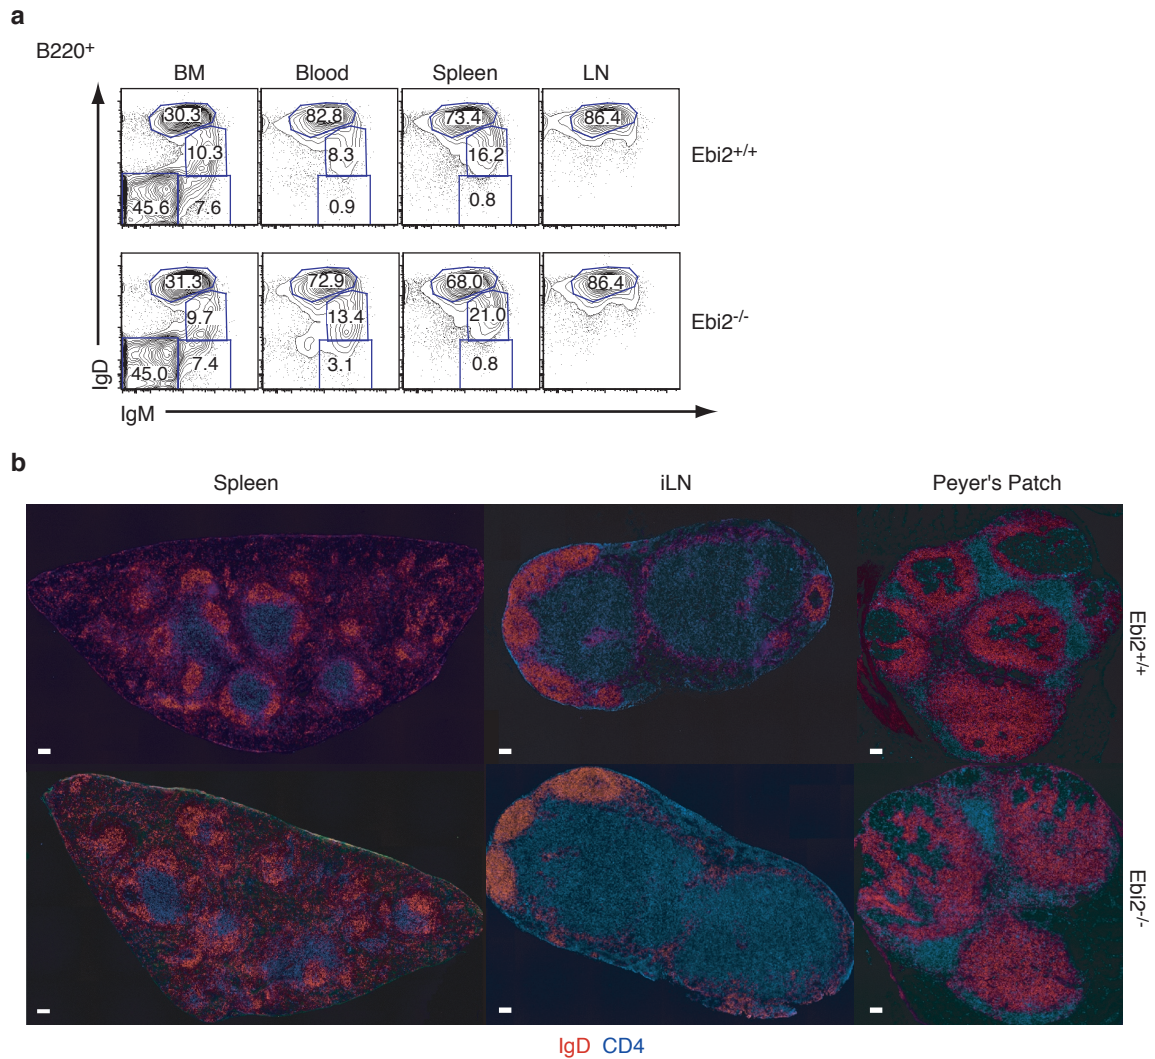 a
B220+
BM Blood Spleen LN
30.3 82.8 73.4 86.4
10.3 8.3 16.2
45.6 7.6 0.9 0.8
Ebi2+/+
31.3 72.9 68.0 86.4
9.7 13.4 21.0
45.0 7.4 3.1 0.8
Ebi2-/-
IgD
IgM
b
Spleen iLN Peyer's Patch
Ebi2+/+
Ebi2-/-
IgD CD4